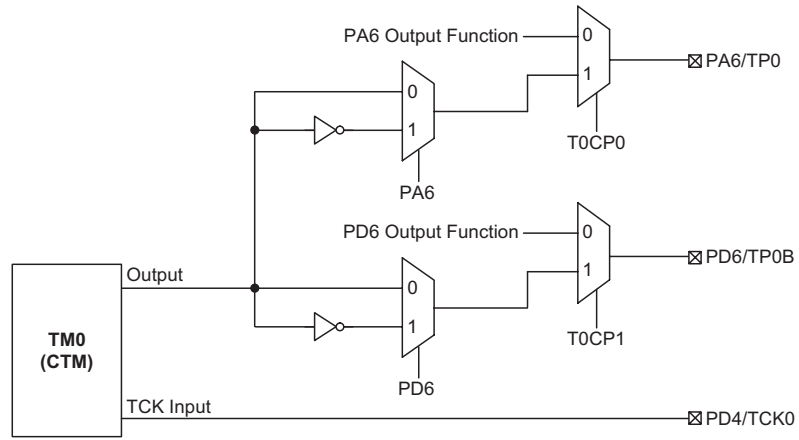 PA6 Output Function
0
1
PA6/TP0
T0CP0
0
1
PA6
PD6 Output Function
0
1
PD6/TP0B
T0CP1
TM0
(CTM)
Output
0
1
PD6
TCK Input
PD4/TCK0